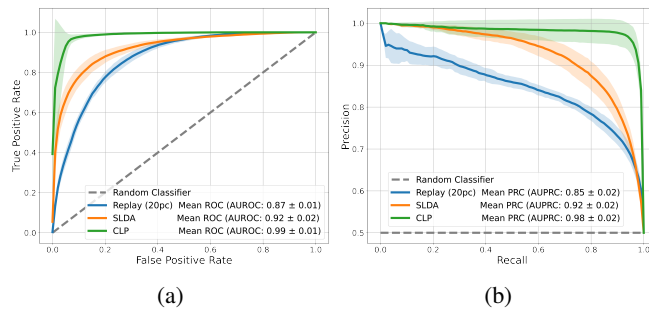 1.0
0.8
0.6
0.4
0.2
0.0
True Positive Rate
Random Classifier
Replay (20pc) Mean ROC (AUROC: 0.87 ± 0.01)
SLDA Mean ROC (AUROC: 0.92 ± 0.02)
CLP Mean ROC (AUROC: 0.99 ± 0.01)
0.0 0.2 0.4 0.6 0.8 1.0
False Positive Rate
(a)
1.0
0.9
0.8
0.7
0.6
0.5
Precision
Random Classifier
Replay (20pc) Mean PRC (AUPRC: 0.85 ± 0.02)
SLDA Mean PRC (AUPRC: 0.92 ± 0.02)
CLP Mean PRC (AUPRC: 0.98 ± 0.02)
0.0 0.2 0.4 0.6 0.8 1.0
Recall
(b)